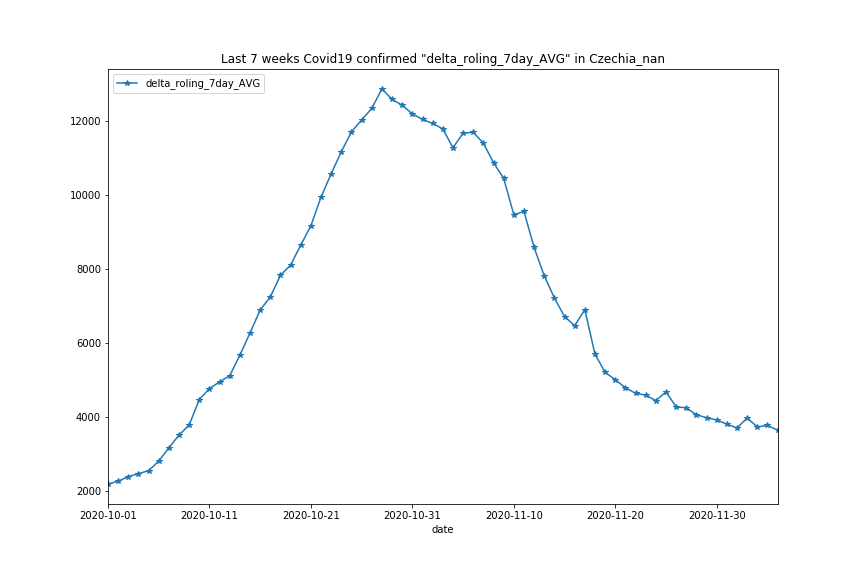 Last 7 weeks Covid19 confirmed "delta_roling_7day_AVG" in Czechia_nan
delta_roling_7day_AVG
12000
10000
8000
6000
4000
2000
2020-10-01 2020-10-11 2020-10-21 2020-10-31 2020-11-10 2020-11-20 2020-11-30
date